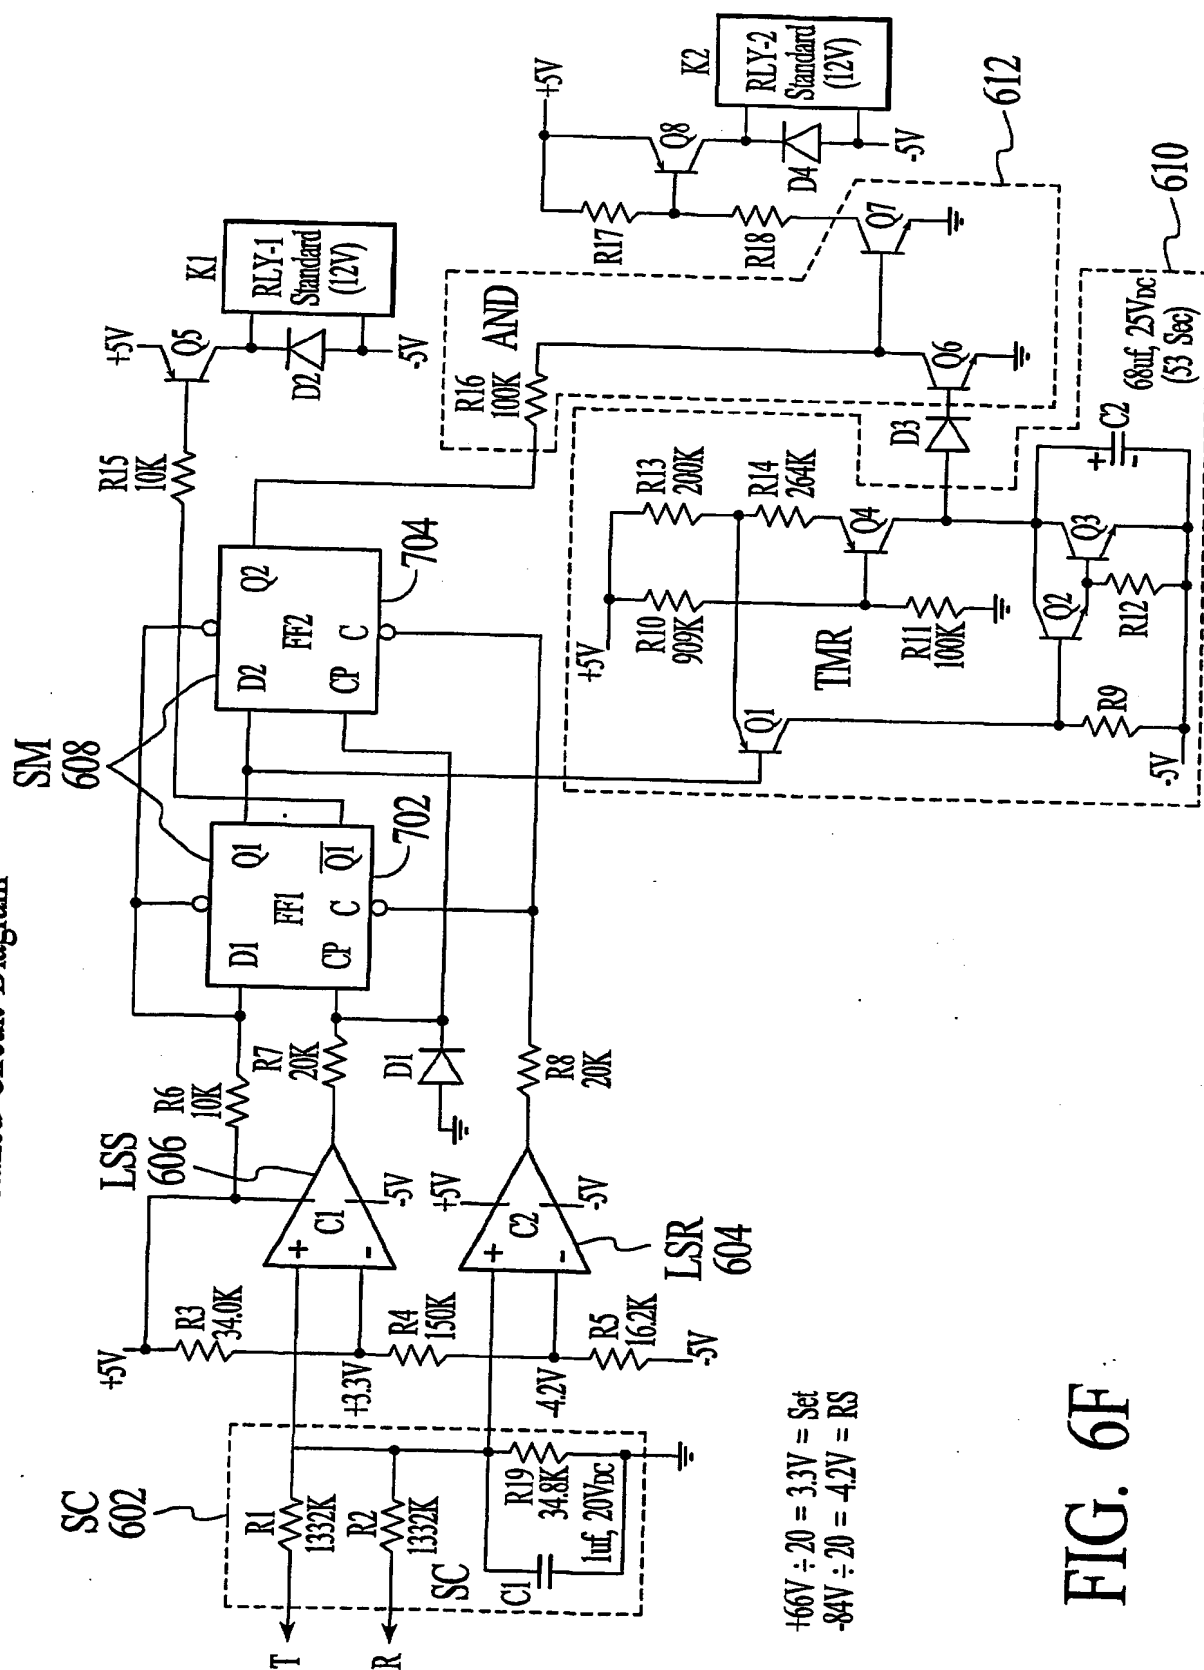 Circuit Diagram
SM
608
SC
602
T
R
R1
1332K
R2
1332K
SC
C1
R19
34.8K
1uf, 20VDC
+5V
R3
34.0K
+3.3V
R4
150K
-4.2V
R5
16.2K
-5V
LSS
606
C1
+
-
-5V
+5V
C2
+
-
-5V
LSR
604
R6
10K
R7
20K
D1
R8
20K
D1
Q1
FF1
Q1
CP
C
702
D2
Q2
FF2
CP
C
704
R15
10K
+5V
Q5
D2
-5V
K1
RLY-1
Standard
(12V)
AND
R16
100K
R17
R18
+5V
Q8
D4
-5V
K2
RLY-2
Standard
(12V)
Q7
Q6
612
D3
+5V
R10
909K
R13
200K
R14
264K
Q4
R11
100K
TMR
Q1
Q2
Q3
R9
R12
-5V
+
-
C2
68uf, 25VDC
(53 Sec)
610
+66V ÷ 20 = 3.3V = Set
-84V ÷ 20 = -4.2V = RS
FIG. 6F